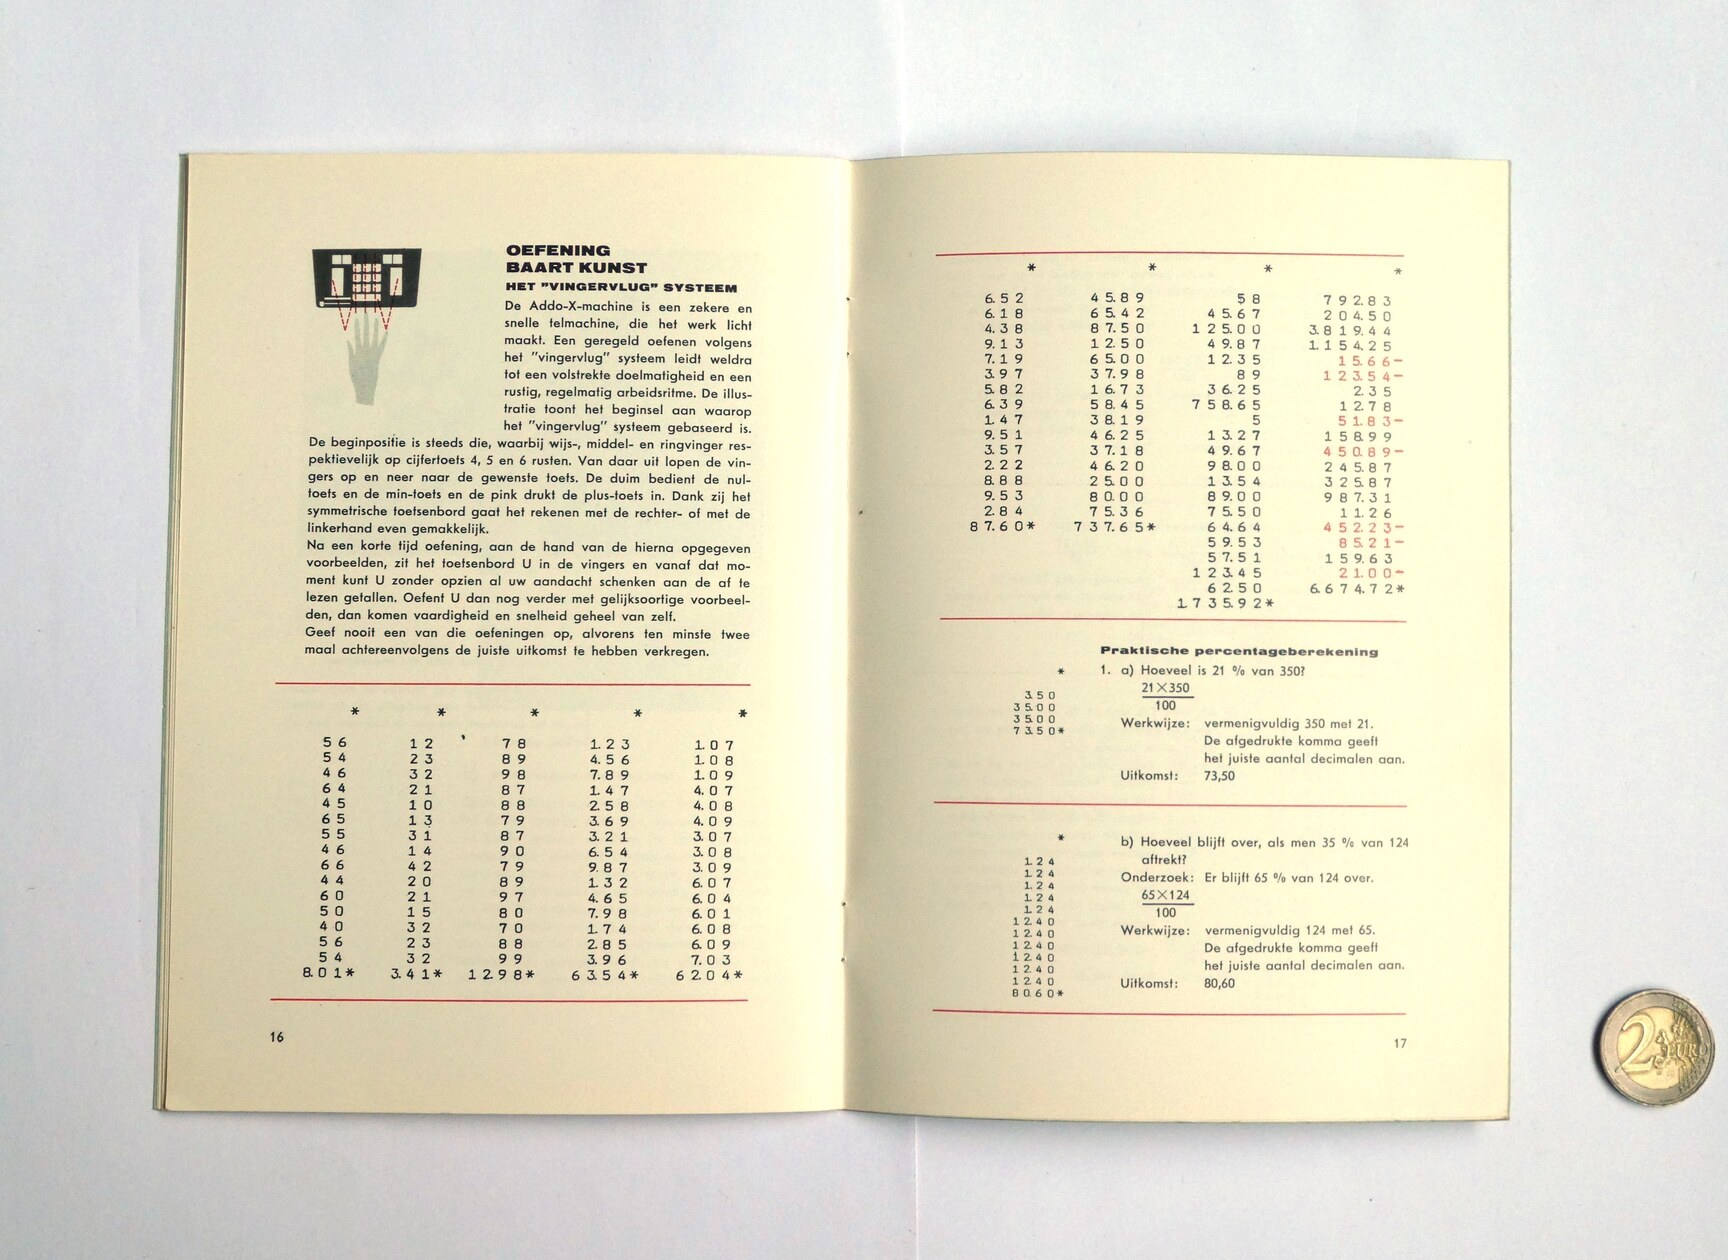 OEFENING
BAART KUNST
HET "VINGERVLUG" SYSTEEM
De Addo-X-machine is een zekere en
snelle telmachine, die het werk licht
maakt. Een geregeld oefenen volgens
het "vingervlug" systeem leidt weldra
tot een volstrekte doelmatigheid en een
rustig, regelmatig arbeidsritme. De illus-
tratie toont het beginsel aan waarop
het "vingervlug" systeem gebaseerd is.
De beginpositie is steeds die, waarbij wijs-, middel- en ringvinger res-
pektievelijk op cijfertoets 4, 5 en 6 rusten. Van daar uit lopen de vin-
gers op en neer naar de gewenste toets. De duim bedient de nul-
toets en de min-toets en de pink drukt de plus-toets in. Dank zij het
symmetrische toetsenbord gaat het rekenen met de rechter- of met de
linkerhand even gemakkelijk.
Na een korte tijd oefening, aan de hand van de hierna opgegeven
voorbeelden, zit het toetsenbord U in de vingers en vanaf dat mo-
ment kunt U zonder opzien al uw aandacht schenken aan de af te
lezen getallen. Oefent U dan nog verder met gelijksoortige voorbeel-
den, dan komen vaardigheid en snelheid geheel van zelf.
Geef nooit een van die oefeningen op, alvorens ten minste twee
maal achtereenvolgens de juiste uitkomst te hebben verkregen.
* * * * *
56 12 78 1.23 1.07
54 23 89 4.56 1.08
46 32 98 7.89 1.09
64 21 87 1.47 4.07
45 10 88 2.58 4.08
65 13 79 3.69 4.09
55 31 87 3.21 3.07
46 14 90 6.54 3.08
66 42 79 9.87 3.09
44 20 89 1.32 6.07
60 21 97 4.65 6.04
50 15 80 7.98 6.01
40 32 70 1.74 6.08
56 23 88 2.85 6.09
54 32 99 3.96 7.03
8.01* 3.41* 12.98* 63.54* 62.04*
16
* * * *
6.52 45.89 58 792.83
6.18 65.42 45.67 204.50
4.38 87.50 125.00 3.819.44
9.13 12.50 49.87 1.154.25
7.19 65.00 12.35 15.66-
3.97 37.98 89 123.54-
5.82 16.73 36.25 2.35
6.39 58.45 758.65 12.78
1.47 38.19 5 51.83-
9.51 46.25 13.27 158.99
3.57 37.18 49.67 450.89-
2.22 46.20 98.00 245.87
8.88 25.00 13.54 325.87
9.53 80.00 89.00 987.31
2.84 75.36 75.50 11.26
87.60* 737.65* 64.64 452.23-
59.53 85.21-
57.51 159.63
123.45 21.00-
62.50 6.674.72*
1.735.92*
Praktische percentageberekening
*
1. a) Hoeveel is 21 % van 350?
21×350
100
3.50
35.00
35.00
73.50*
Werkwijze: vermenigvuldig 350 met 21.
De afgedrukte komma geeft
het juiste aantal decimalen aan.
Uitkomst: 73,50
*
b) Hoeveel blijft over, als men 35 % van 124
aftrekt?
Onderzoek: Er blijft 65 % van 124 over.
65×124
100
1.24
1.24
1.24
1.24
1.24
12.40
12.40
12.40
12.40
12.40
12.40
80.60*
Werkwijze: vermenigvuldig 124 met 65.
De afgedrukte komma geeft
het juiste aantal decimalen aan.
Uitkomst: 80,60
17
2 EURO